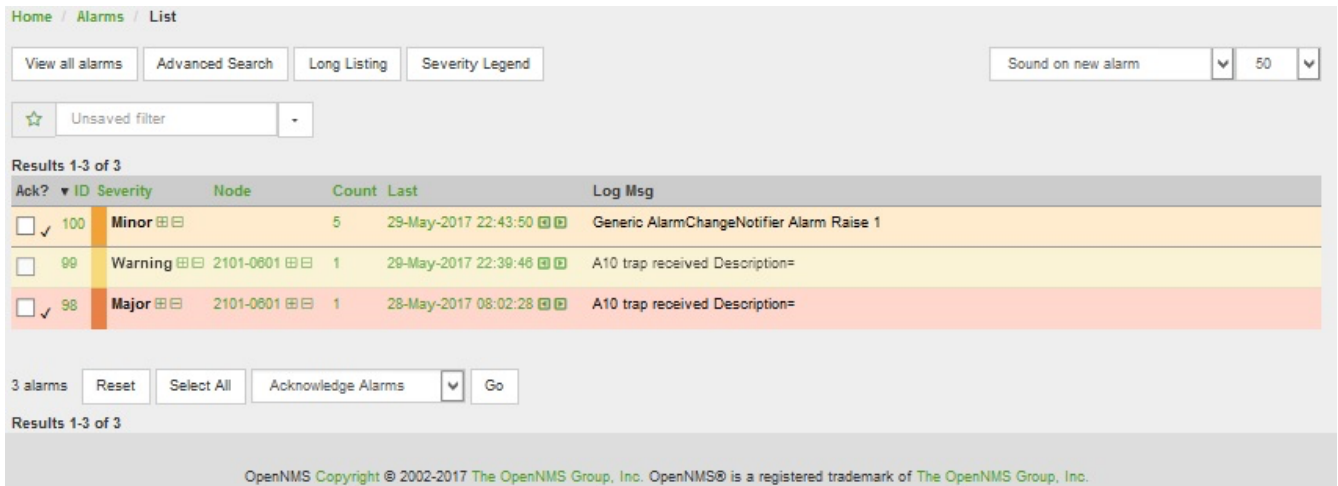 Home / Alarms / List
View all alarms Advanced Search Long Listing Severity Legend Sound on new alarm 50
Unsaved filter
Results 1-3 of 3
Ack? ▼ ID Severity Node Count Last Log Msg
100 Minor 5 29-May-2017 22:43:50 Generic AlarmChangeNotifier Alarm Raise 1
99 Warning 2101-0601 1 29-May-2017 22:39:46 A10 trap received Description=
98 Major 2101-0601 1 28-May-2017 08:02:28 A10 trap received Description=
3 alarms Reset Select All Acknowledge Alarms Go
Results 1-3 of 3
OpenNMS Copyright © 2002-2017 The OpenNMS Group, Inc. OpenNMS® is a registered trademark of The OpenNMS Group, Inc.